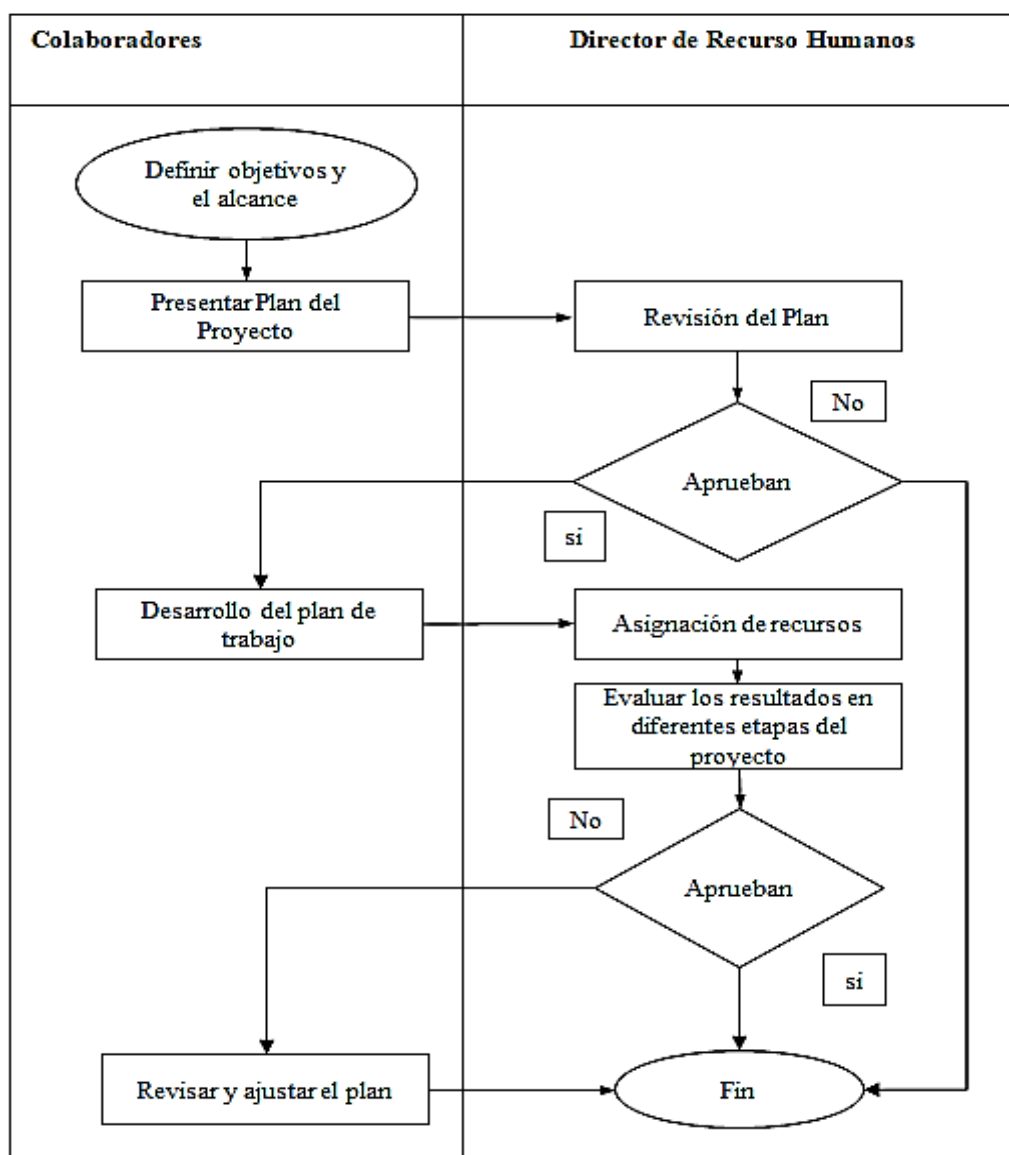 Colaboradores
Director de Recurso Humanos
Definir objetivos y
el alcance
Presentar Plan del
Proyecto
Revisión del Plan
No
Aprueban
si
Desarrollo del plan de
trabajo
Asignación de recursos
Evaluar los resultados en
diferentes etapas del
proyecto
No
Aprueban
si
Revisar y ajustar el plan
Fin